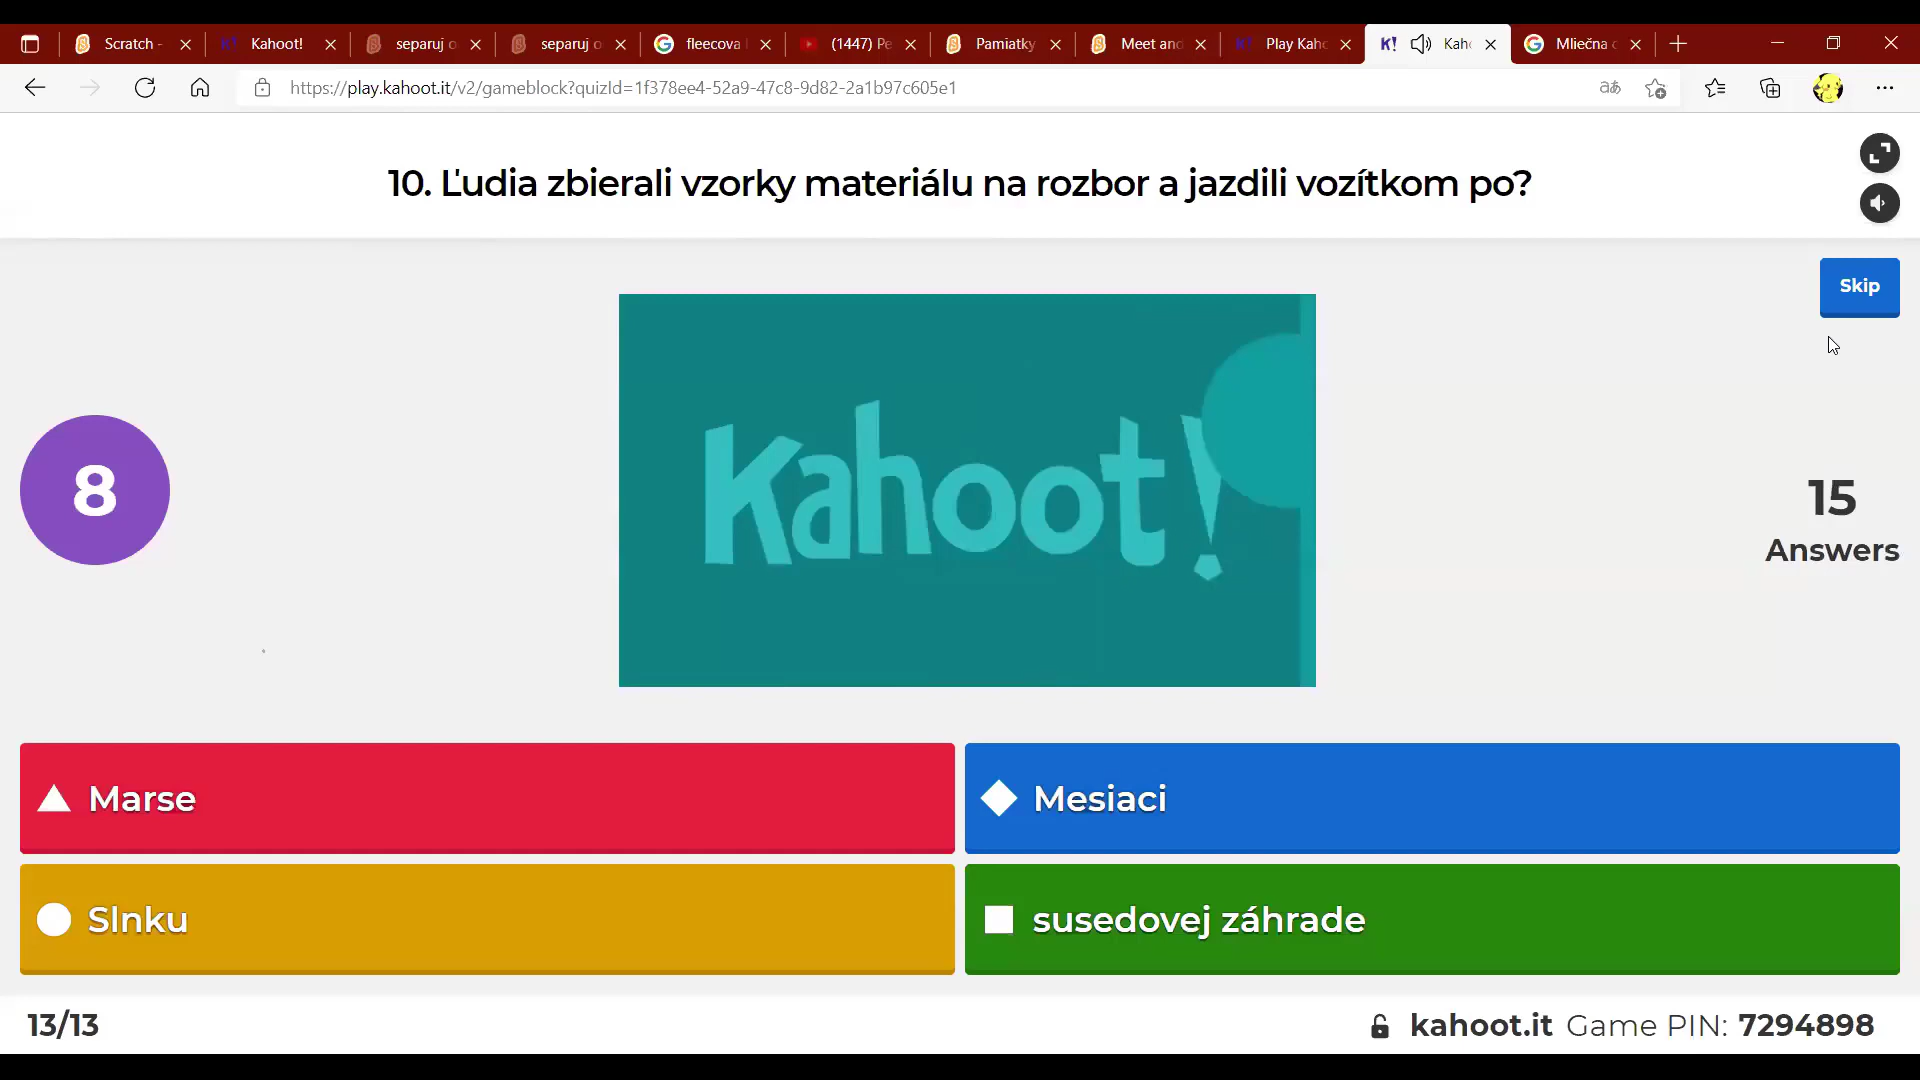 Scratch -
Kahoot!
separuj o
separuj o
fleecova
(1447) Pe
Pamiatky
Meet and
Play Kaho
Kaho
Mliečna c
https://play.kahoot.it/v2/gameblock?quizId=1f378ee4-52a9-47c8-9d82-2a1b97c605e1
10. Ľudia zbierali vzorky materiálu na rozbor a jazdili vozítkom po?
Skip
8
Kahoot!
15
Answers
Marse
Mesiaci
Slnku
susedovej záhrade
13/13
kahoot.it Game PIN: 7294898